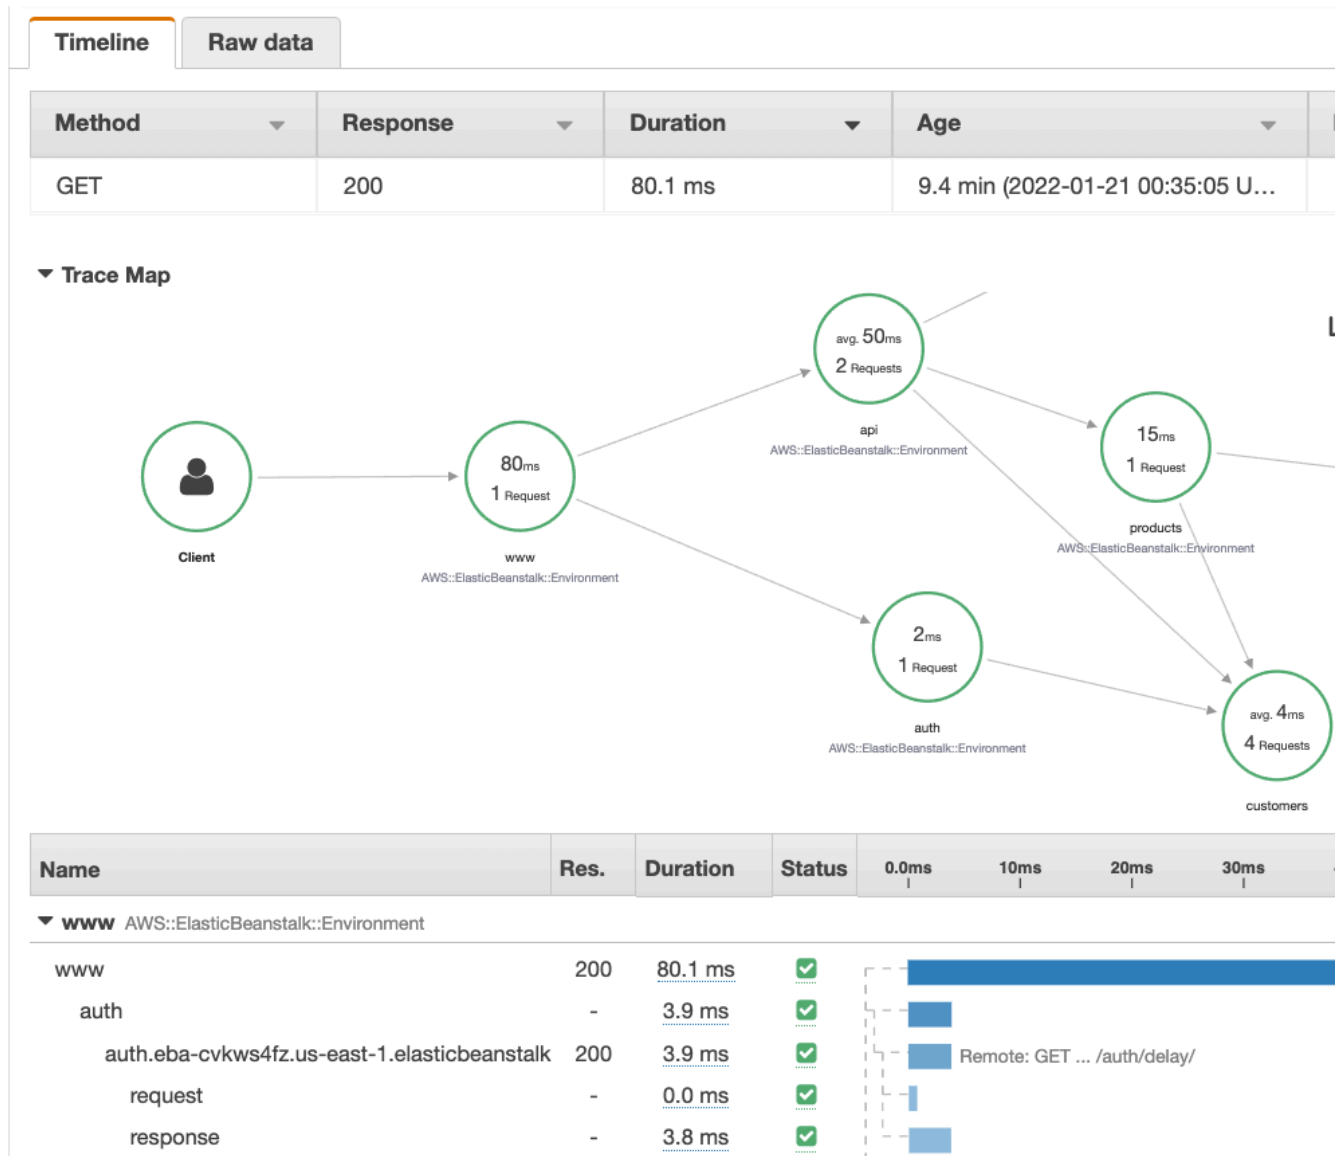 Timeline
Raw data
Method
Response
Duration
Age
GET
200
80.1 ms
9.4 min (2022-01-21 00:35:05 U...
Trace Map
avg. 50ms
2 Requests
api
AWS::ElasticBeanstalk::Environment
15ms
1 Request
products
AWS::ElasticBeanstalk::Environment
80ms
1 Request
www
AWS::ElasticBeanstalk::Environment
Client
2ms
1 Request
auth
AWS::ElasticBeanstalk::Environment
avg. 4ms
4 Requests
customers
Name
Res.
Duration
Status
0.0ms
10ms
20ms
30ms
www AWS::ElasticBeanstalk::Environment
www 200 80.1 ms
auth - 3.9 ms
auth.eba-cvkws4fz.us-east-1.elasticbeanstalk 200 3.9 ms Remote: GET ... /auth/delay/
request - 0.0 ms
response - 3.8 ms